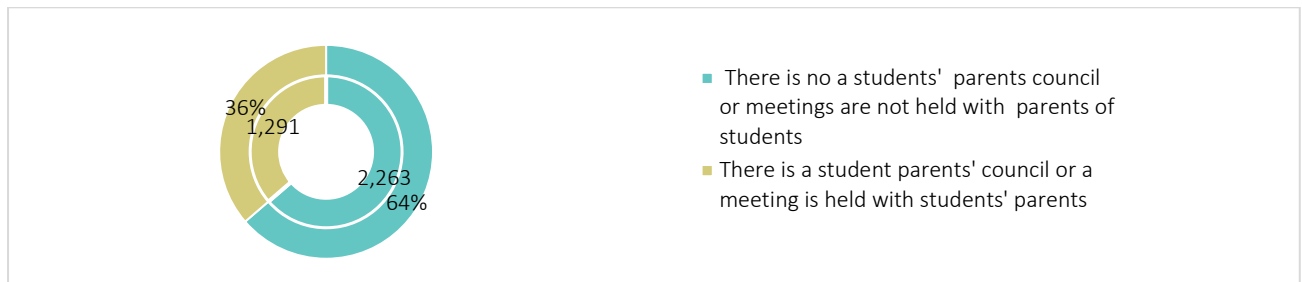 36%
1,291
2,263
64%
There is no a students' parents council
or meetings are not held with parents of
students
There is a student parents' council or a
meeting is held with students' parents